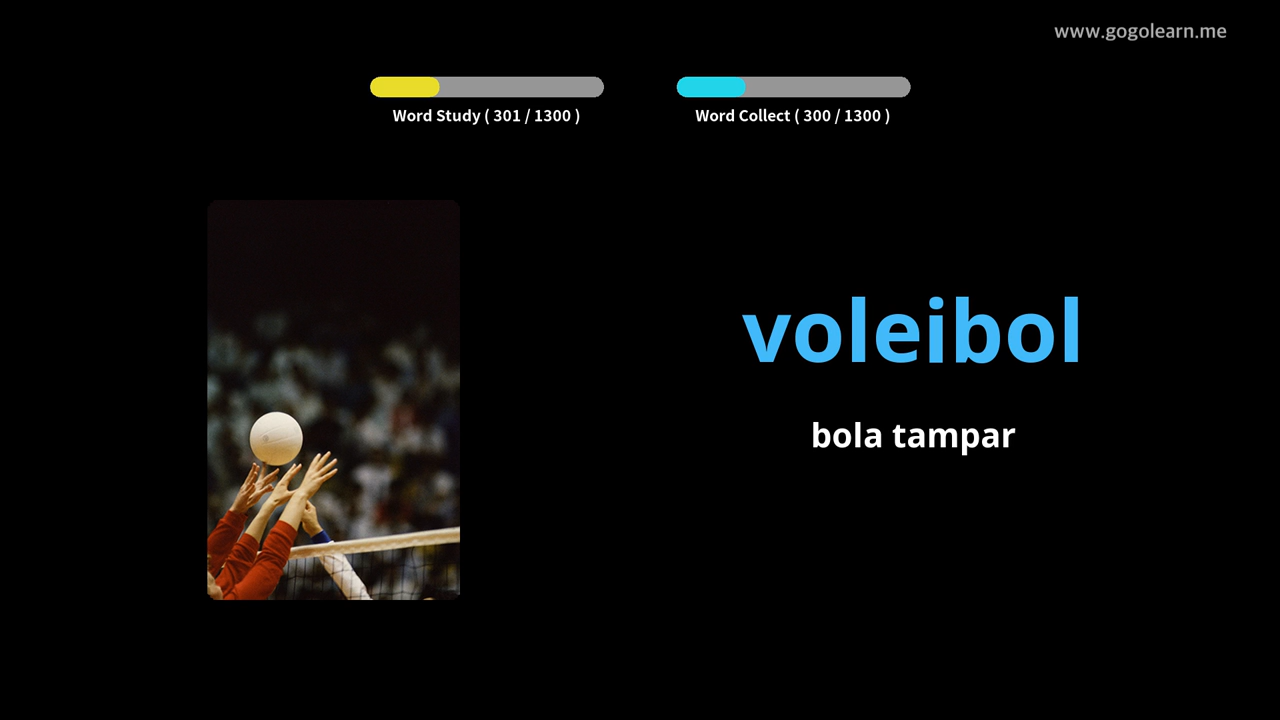 www.gogolearn.me
Word Study ( 301 / 1300 )
Word Collect ( 300 / 1300 )
voleibol
bola tampar